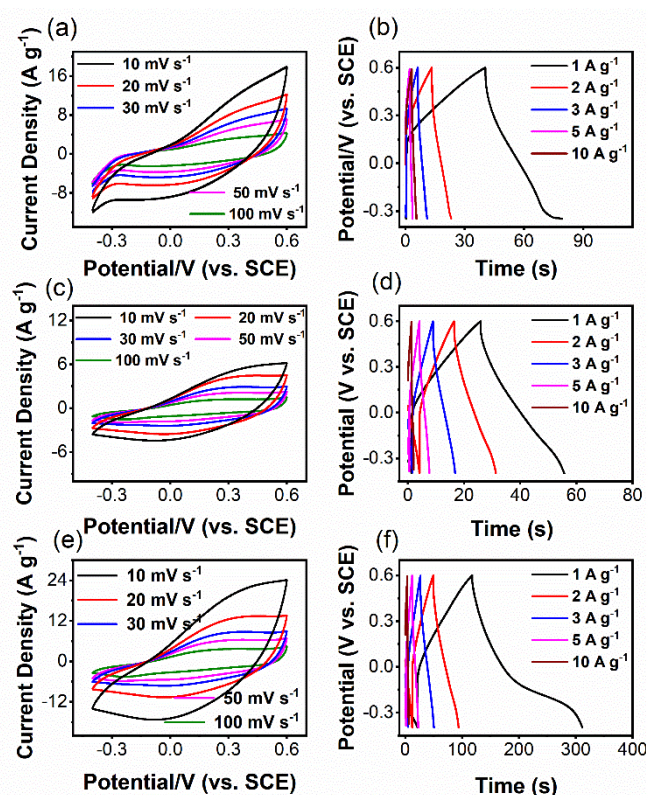 (a)
10 mV s-1
20 mV s-1
30 mV s-1
50 mV s-1
100 mV s-1
16
8
0
-8
-0.3 0.0 0.3 0.6
Current Density (A g-1)
Potential/V (vs. SCE)
(b)
1 A g-1
2 A g-1
3 A g-1
5 A g-1
10 A g-1
0.6
0.3
0.0
-0.3
0 30 60 90
Potential/V (vs. SCE)
Time (s)
(c)
10 mV s-1 20 mV s-1
30 mV s-1 50 mV s-1
100 mV s-1
12
6
0
-6
-0.3 0.0 0.3 0.6
Current Density (A g-1)
Potential/V (vs. SCE)
(d)
1 A g-1
2 A g-1
3 A g-1
5 A g-1
10 A g-1
0.6
0.3
0.0
-0.3
0 20 40 60 80
Potential (V vs. SCE)
Time (s)
(e)
10 mV s-1
20 mV s-1
30 mV s-1
50 mV s-1
100 mV s-1
24
12
0
-12
-0.3 0.0 0.3 0.6
Current Density (A g-1)
Potential/V (vs. SCE)
(f)
1 A g-1
2 A g-1
3 A g-1
5 A g-1
10 A g-1
0.6
0.3
0.0
-0.3
0 100 200 300 400
Potential (V vs. SCE)
Time (s)